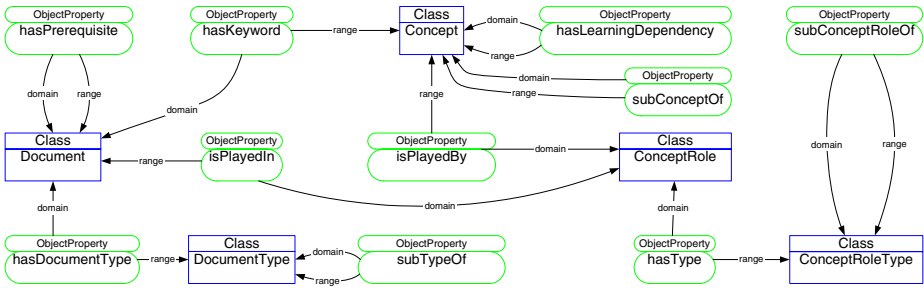 ObjectProperty
hasPrerequisite
ObjectProperty
hasKeyword
Class
Concept
ObjectProperty
hasLearningDependency
ObjectProperty
subConceptOf
ObjectProperty
subConceptRoleOf
domain
range
domain
range
domain
range
domain
range
range
domain
range
Class
Document
ObjectProperty
isPlayedIn
range
domain
ObjectProperty
isPlayedBy
domain
Class
ConceptRole
domain
range
domain
domain
ObjectProperty
hasDocumentType
range
Class
DocumentType
domain
range
ObjectProperty
subTypeOf
ObjectProperty
hasType
range
Class
ConceptRoleType